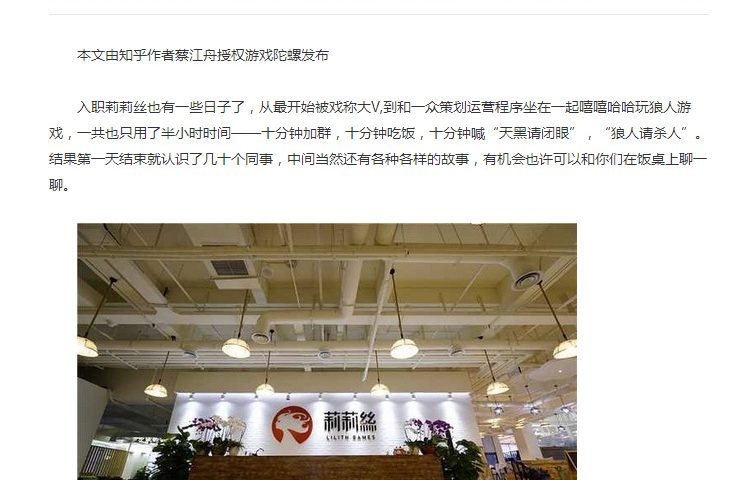 本文由知乎作者蔡江舟授权游戏陀螺发布
入职莉莉丝也有一些日子了，从最开始被戏称大V,到和一众策划运营程序坐在一起嘻嘻哈哈玩狼人游
戏，一共也只用了半小时时间——十分钟加群，十分钟吃饭，十分钟喊“天黑请闭眼”，“狼人请杀人”。
结果第一天结束就认识了几十个同事，中间当然还有各种各样的故事，有机会也许可以和你们在饭桌上聊一
聊。
莉莉絲
LILITH GAMES